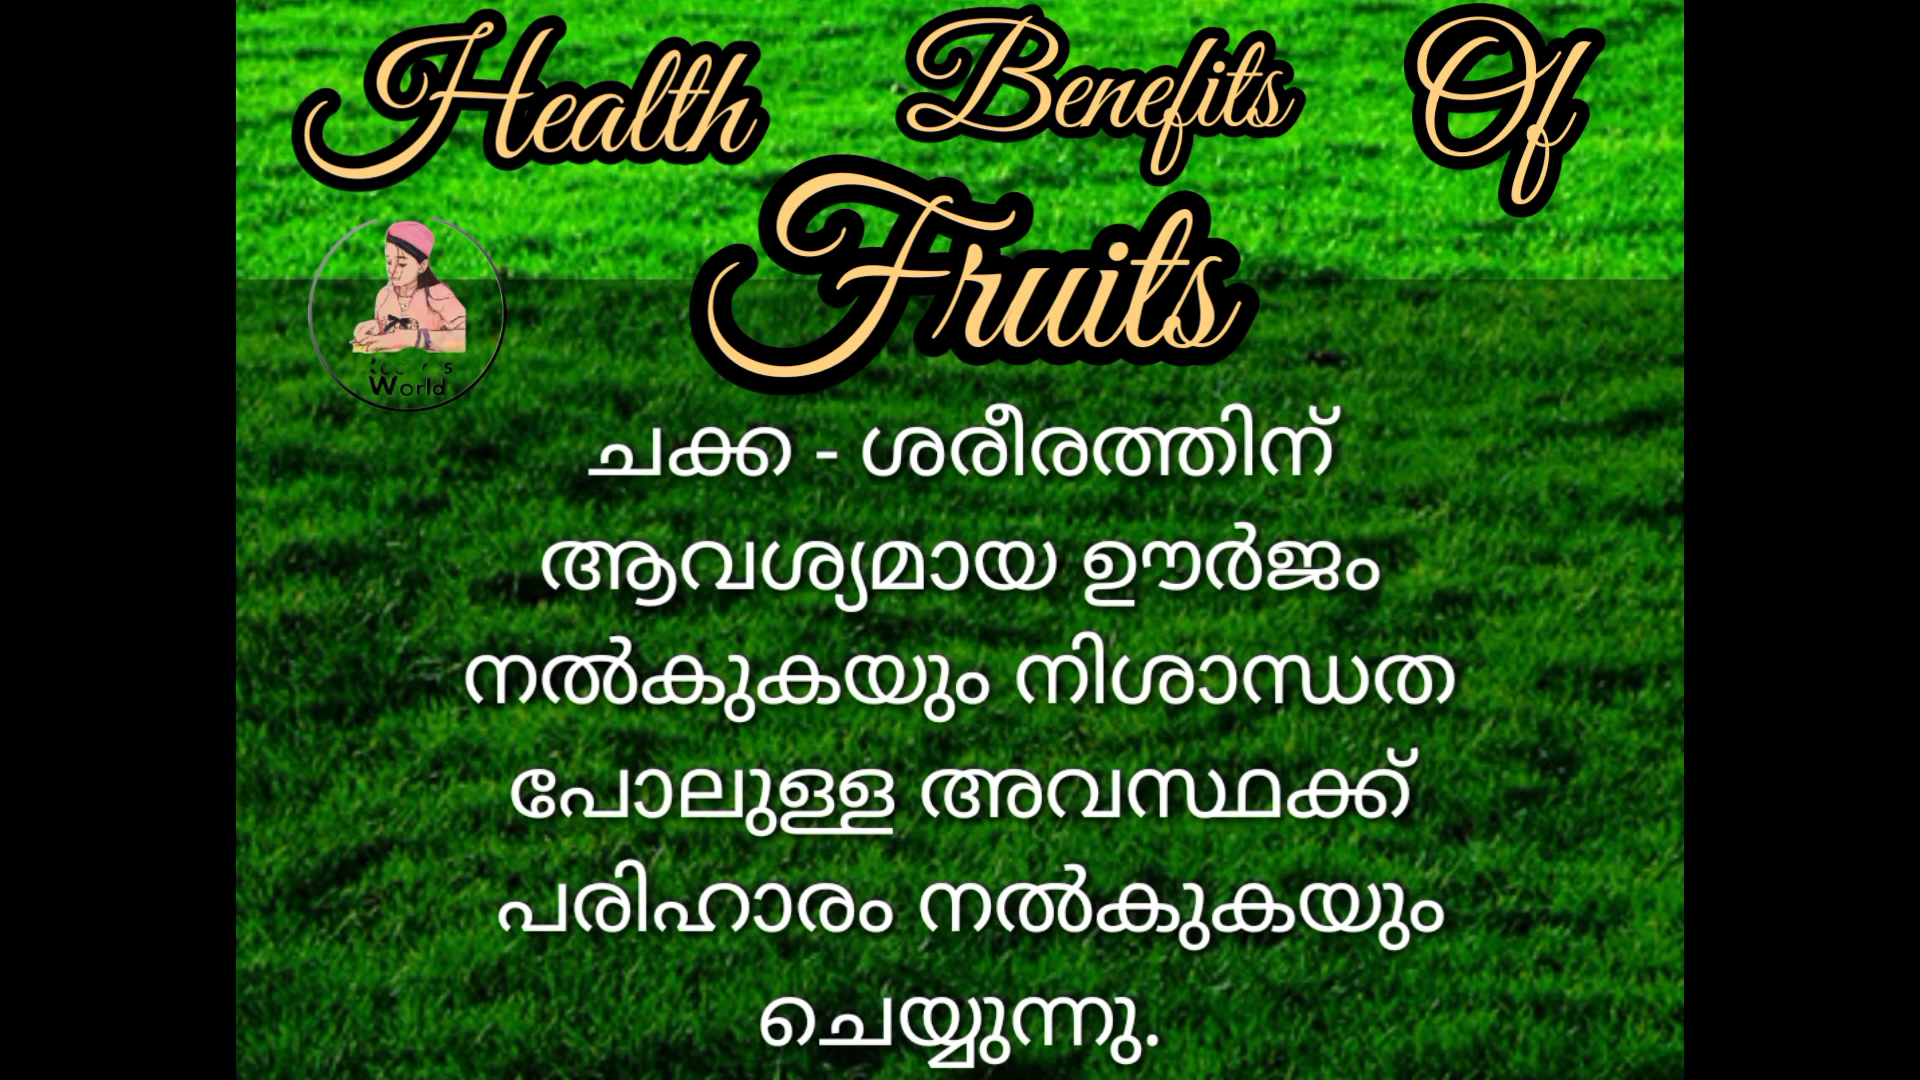 Health Benefits Of
Fruits
World
ചക്ക - ശരീരത്തിന്
ആവശ്യമായ ഊർജം
നൽകുകയും നിശാന്ധത
പോലുള്ള അവസ്ഥക്ക്
പരിഹാരം നൽകുകയും
ചെയ്യുന്നു.